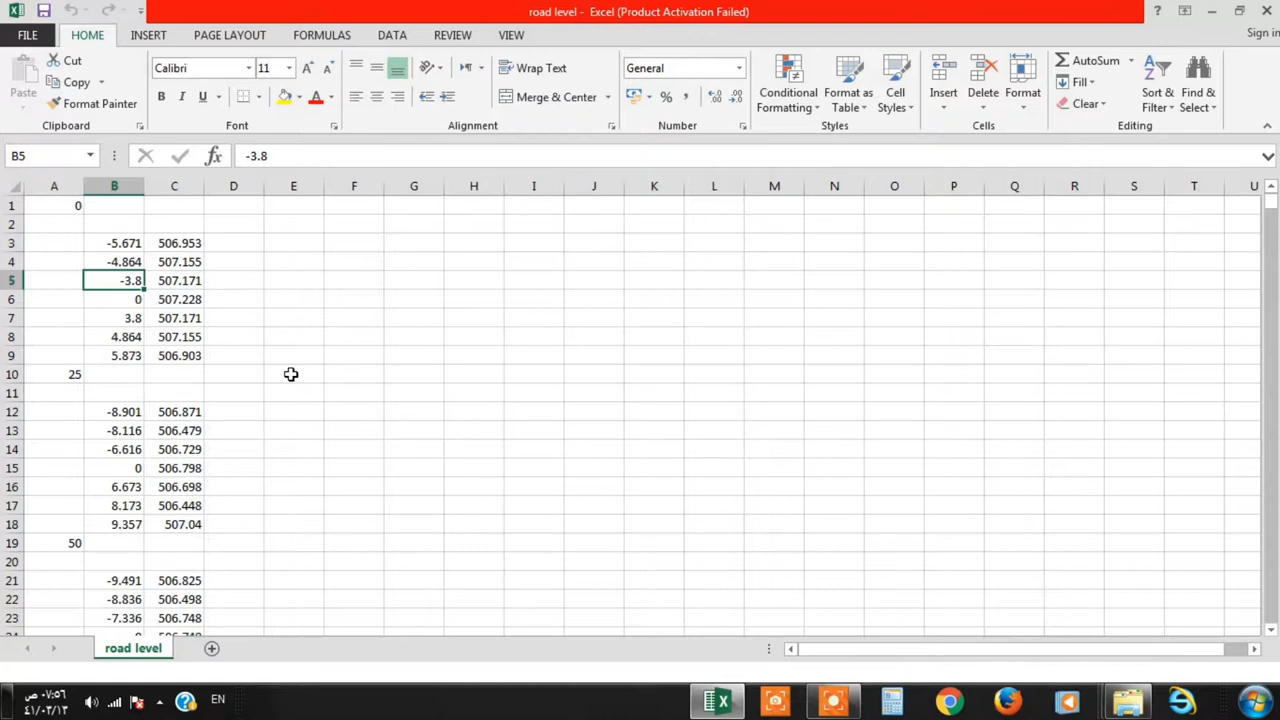 road level - Excel (Product Activation Failed)
FILE HOME INSERT PAGE LAYOUT FORMULAS DATA REVIEW VIEW Sign in
Paste Cut Copy Format Painter
Calibri 11
B I U A
Wrap Text
Merge & Center
General
Conditional Formatting Format as Table Cell Styles
Insert Delete Format
AutoSum Fill Clear
Sort & Filter Find & Select
Clipboard Font Alignment Number Styles Cells Editing
B5 fx -3.8
A B C D E F G H I J K L M N O P Q R S T U
1 0
2
3 -5.671 506.953
4 -4.864 507.155
5 -3.8 507.171
6 0 507.228
7 3.8 507.171
8 4.864 507.155
9 5.873 506.903
10 25
11
12 -8.901 506.871
13 -8.116 506.479
14 -6.616 506.729
15 0 506.798
16 6.673 506.698
17 8.173 506.448
18 9.357 507.04
19 50
20
21 -9.491 506.825
22 -8.836 506.498
23 -7.336 506.748
road level
٠٧:٥٦ ص
٤١/٠٣/١٣
EN